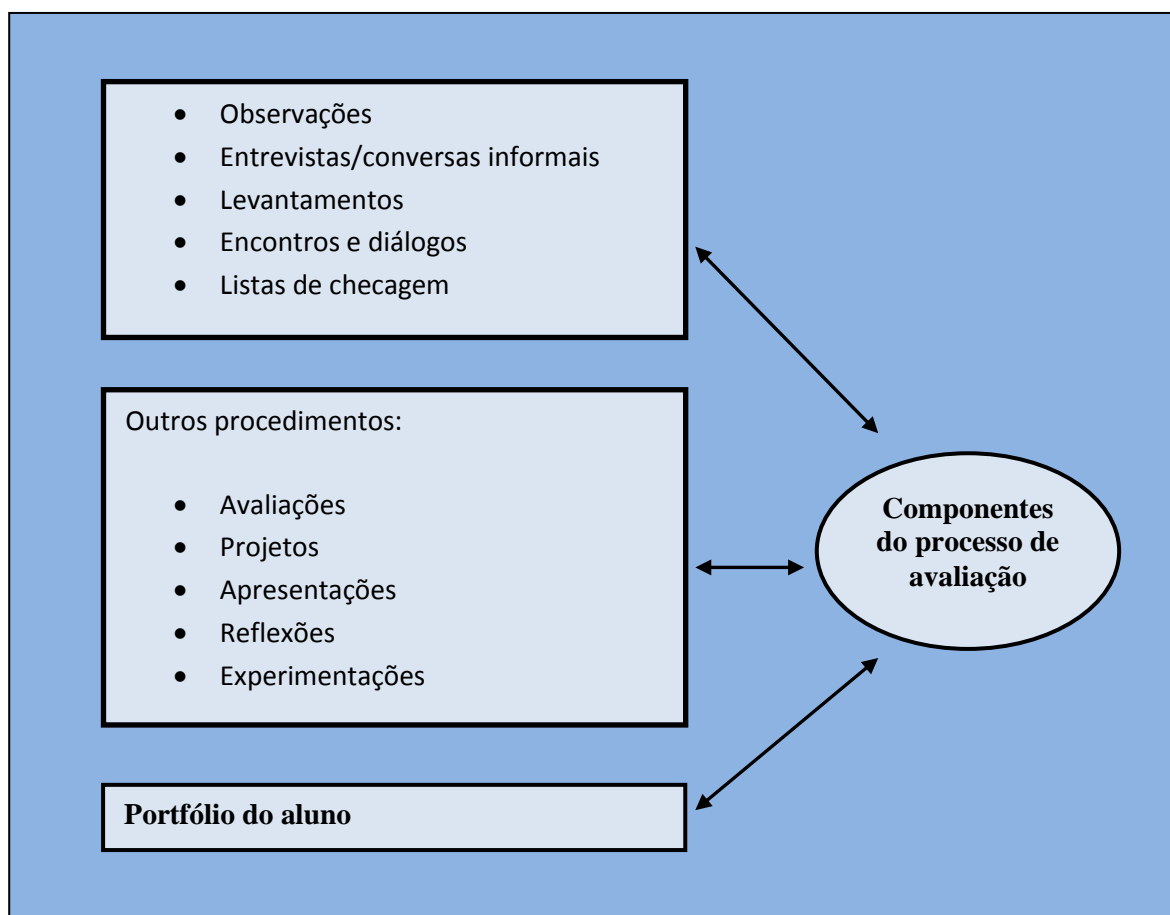 • Observações
• Entrevistas/conversas informais
• Levantamentos
• Encontros e diálogos
• Listas de checagem
Outros procedimentos:
• Avaliações
• Projetos
• Apresentações
• Reflexões
• Experimentações
Portfólio do aluno
Componentes
do processo de
avaliação